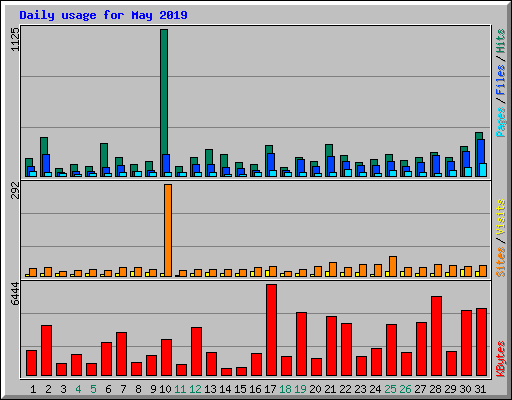 Daily usage for May 2019
1125
Pages / Files / Hits
292
Sites / Visits
6444
KBytes
1 2 3 4 5 6 7 8 9 10 11 12 13 14 15 16 17 18 19 20 21 22 23 24 25 26 27 28 29 30 31